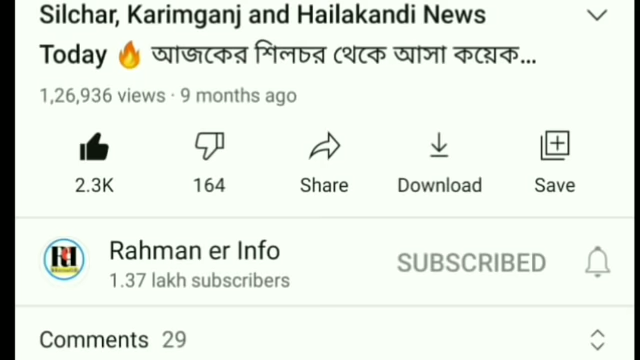 Silchar, Karimganj and Hailakandi News
Today 🔥 আজকের শিলচর থেকে আসা কয়েক...
1,26,936 views · 9 months ago
2.3K 164 Share Download Save
Rahman er Info
1.37 lakh subscribers
SUBSCRIBED
Comments 29